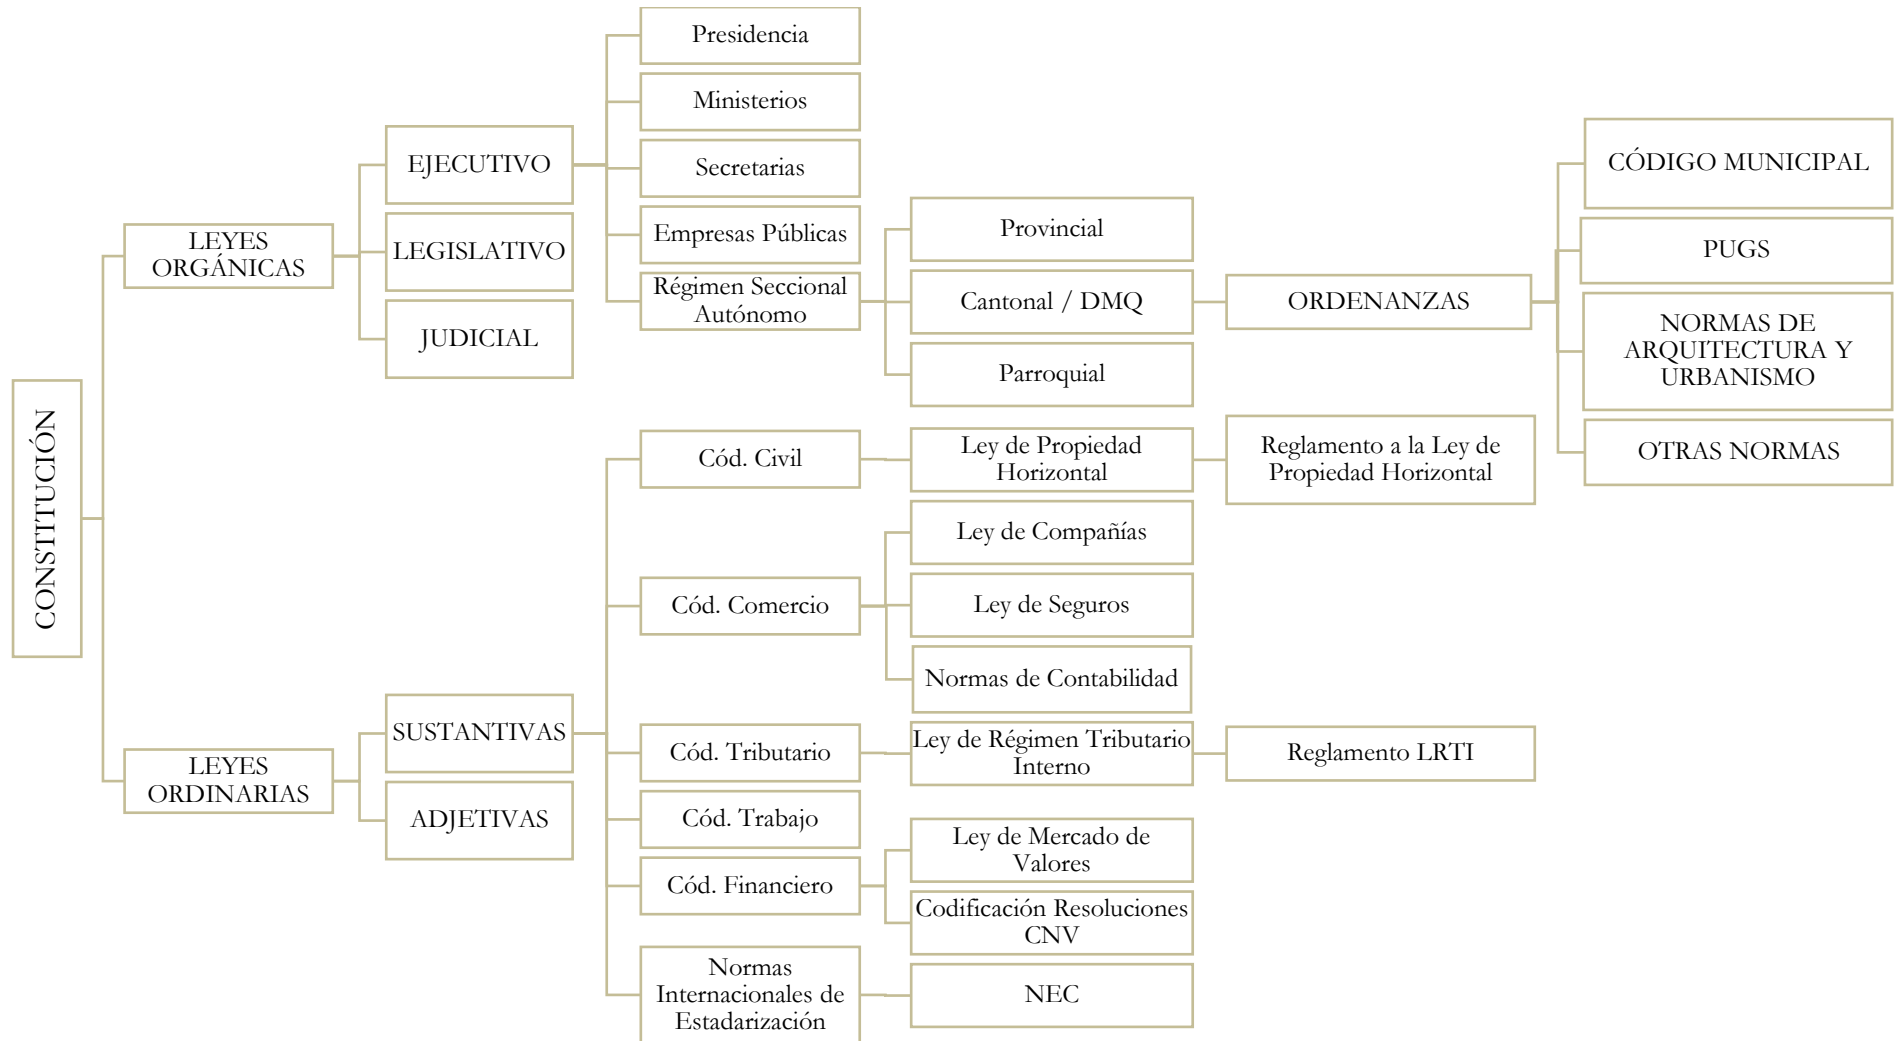 CONSTITUCIÓN
LEYES
ORGÁNICAS
EJECUTIVO
Presidencia
Ministerios
Secretarias
Empresas Públicas
Régimen Seccional
Autónomo
Provincial
Cantonal / DMQ
ORDENANZAS
CÓDIGO MUNICIPAL
PUGS
NORMAS DE
ARQUITECTURA Y
URBANISMO
OTRAS NORMAS
Parroquial
LEGISLATIVO
JUDICIAL
LEYES
ORDINARIAS
SUSTANTIVAS
Cód. Civil
Ley de Propiedad
Horizontal
Reglamento a la Ley de
Propiedad Horizontal
Cód. Comercio
Ley de Compañías
Ley de Seguros
Normas de Contabilidad
Cód. Tributario
Ley de Régimen Tributario
Interno
Reglamento LRTI
Cód. Trabajo
Cód. Financiero
Ley de Mercado de
Valores
Codificación Resoluciones
CNV
Normas
Internacionales de
Estadarización
NEC
ADJETIVAS